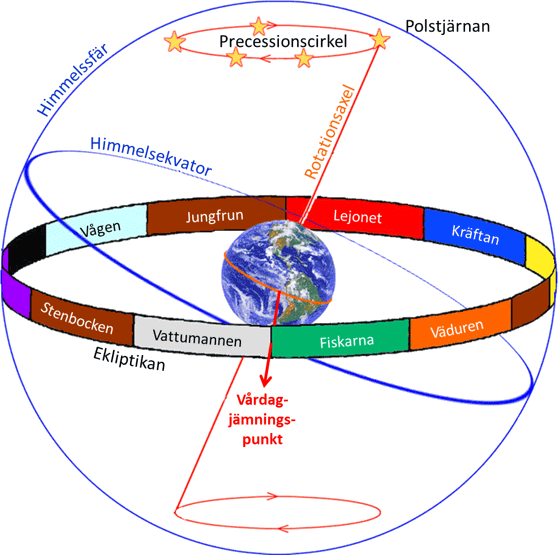 Polstjärnan
Precessionscirkel
Himmelssfär
Rotationsaxel
Himmelsekvator
Vågen
Jungfrun
Lejonet
Kräftan
Stenbocken
Vattumannen
Fiskarna
Väduren
Ekliptikan
Vårdag-
jämnings-
punkt